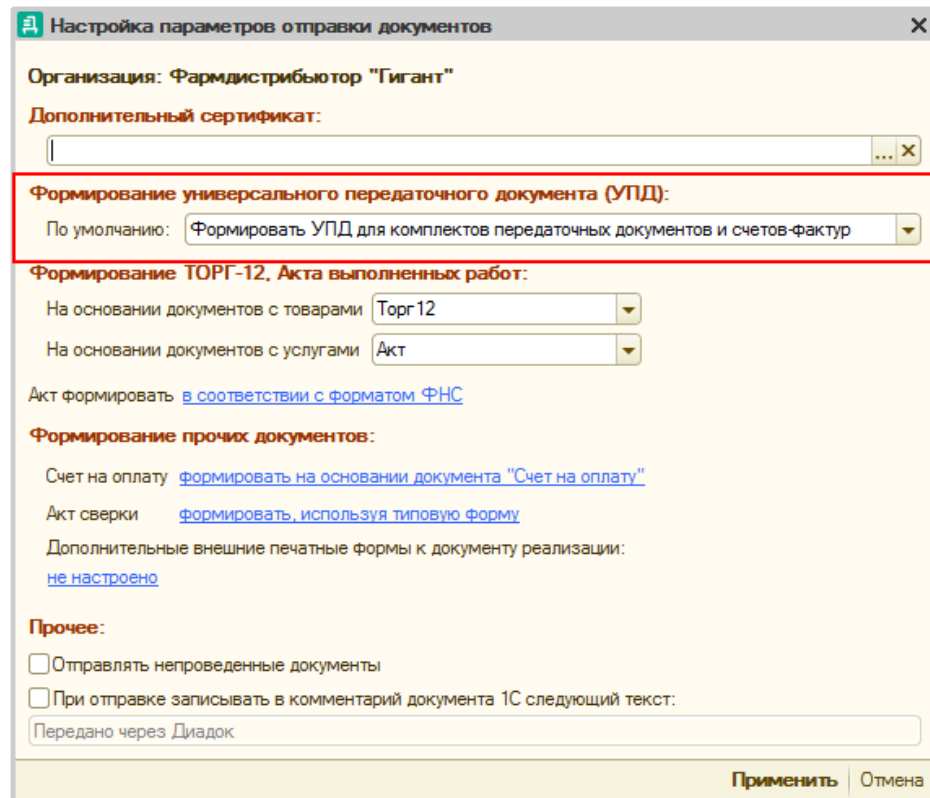 Настройка параметров отправки документов
Организация: Фармдистрибьютор "Гигант"
Дополнительный сертификат:
...
Формирование универсального передаточного документа (УПД):
По умолчанию: Формировать УПД для комплектов передаточных документов и счетов-фактур
Формирование ТОРГ-12, Акта выполненных работ:
На основании документов с товарами Торг12
На основании документов с услугами Акт
Акт формировать в соответствии с форматом ФНС
Формирование прочих документов:
Счет на оплату формировать на основании документа "Счет на оплату"
Акт сверки формировать, используя типовую форму
Дополнительные внешние печатные формы к документу реализации:
не настроено
Прочее:
Отправлять непроведенные документы
При отправке записывать в комментарий документа 1С следующий текст:
Передано через Диадок
Применить Отмена